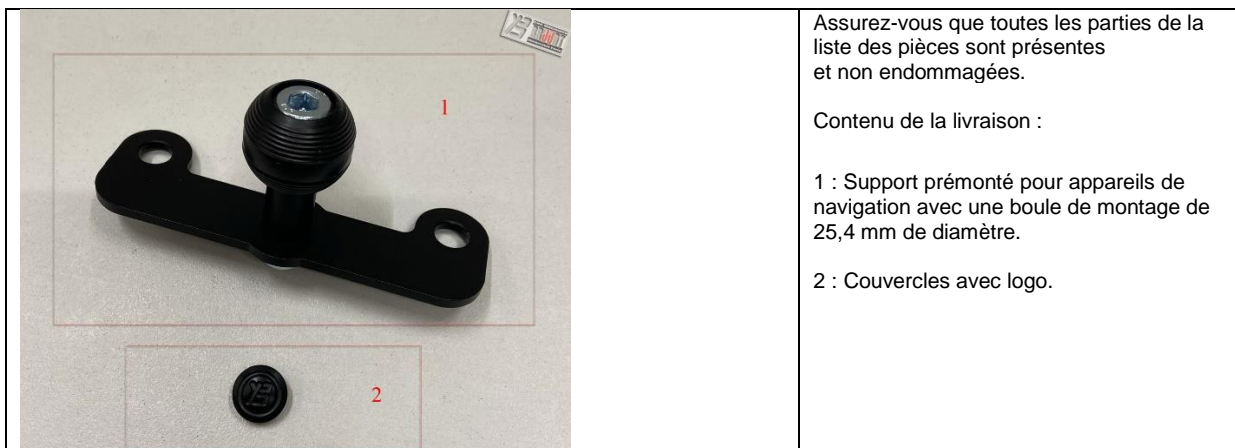 Assurez-vous que toutes les parties de la
liste des pièces sont présentes
et non endommagées.
Contenu de la livraison :
1 : Support prémonté pour appareils de
navigation avec une boule de montage de
25,4 mm de diamètre.
2 : Couvercles avec logo.
1
2